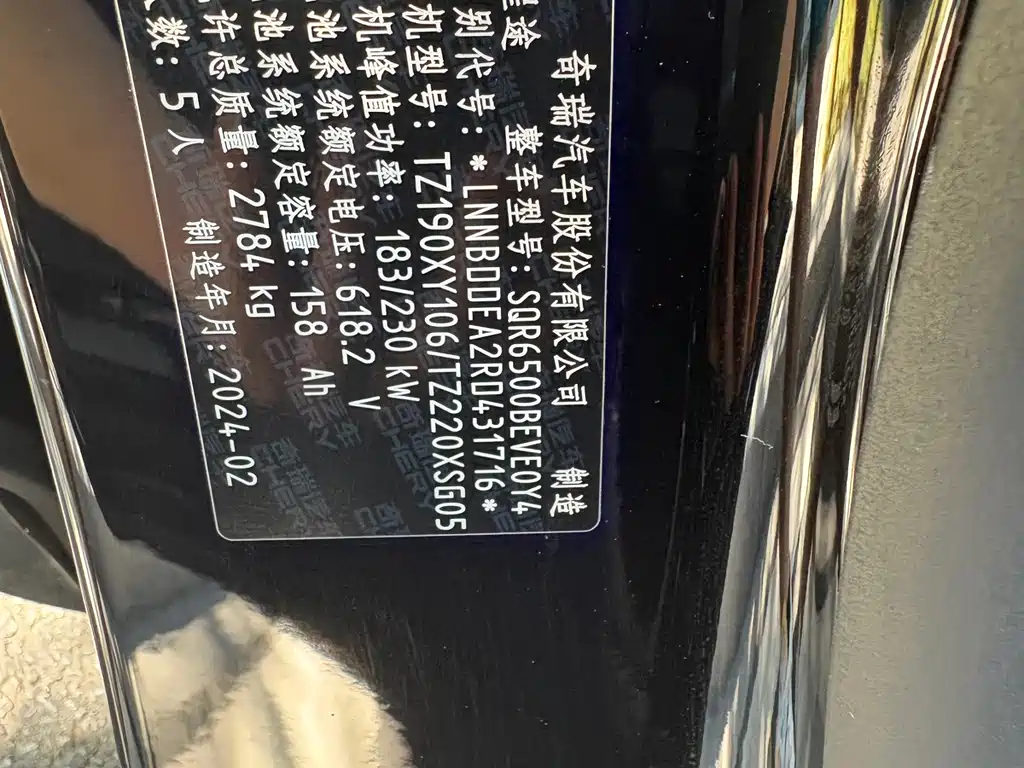 奇瑞汽车股份有限公司 制造
途 整车型号: SQR6500BEVE0Y4
别代号: *LNNBDDEA2RD431716*
机型号: TZ190XY106/TZ220XSG05
机峰值功率: 183/230 kW
池系统额定电压: 618.2 V
池系统额定容量: 158 Ah
许总质量: 2784 kg
数: 5 人 制造年月: 2024-02